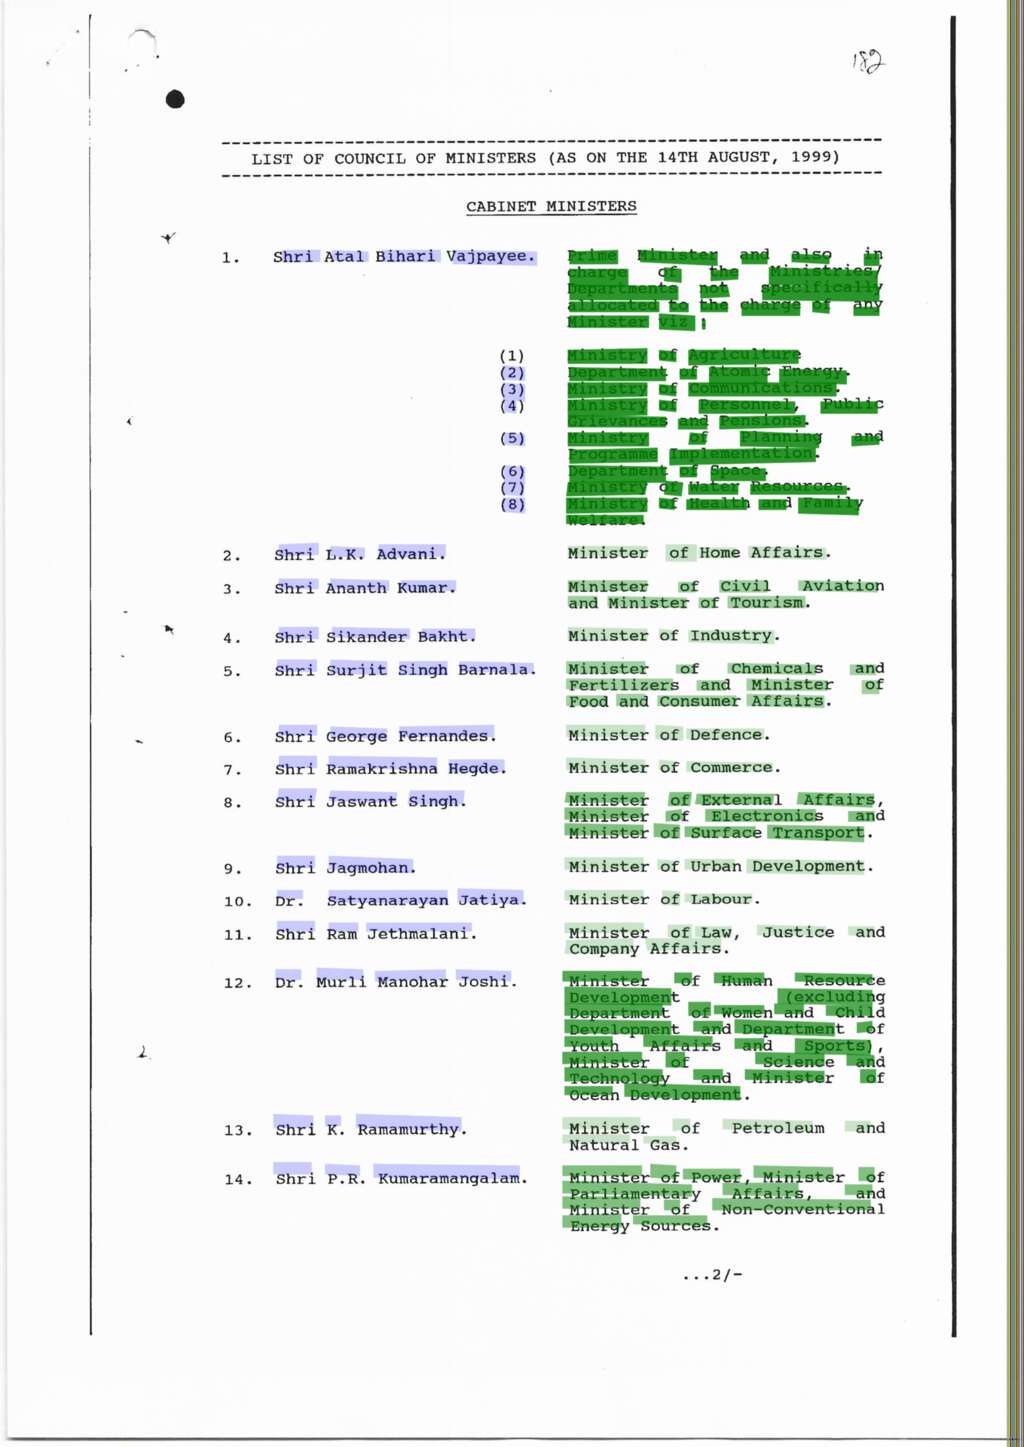 182
LIST OF COUNCIL OF MINISTERS (AS ON THE 14TH AUGUST, 1999)
CABINET MINISTERS
1. Shri Atal Bihari Vajpayee. Prime Minister and also in
charge of the Ministries/
Departments not specifically
allocated to the charge of any
Minister viz :
(1) Ministry of Agriculture
(2) Department of Atomic Energy.
(3) Ministry of Communications.
(4) Ministry of Personnel, Public
Grievances and Pensions.
(5) Ministry of Planning and
Programme Implementation.
(6) Department of Space.
(7) Ministry of Water Resources.
(8) Ministry of Health and Family
Welfare.
2. Shri L.K. Advani. Minister of Home Affairs.
3. Shri Ananth Kumar. Minister of Civil Aviation
and Minister of Tourism.
4. Shri Sikander Bakht. Minister of Industry.
5. Shri Surjit Singh Barnala. Minister of Chemicals and
Fertilizers and Minister of
Food and Consumer Affairs.
6. Shri George Fernandes. Minister of Defence.
7. Shri Ramakrishna Hegde. Minister of Commerce.
8. Shri Jaswant Singh. Minister of External Affairs,
Minister of Electronics and
Minister of Surface Transport.
9. Shri Jagmohan. Minister of Urban Development.
10. Dr. Satyanarayan Jatiya. Minister of Labour.
11. Shri Ram Jethmalani. Minister of Law, Justice and
Company Affairs.
12. Dr. Murli Manohar Joshi. Minister of Human Resource
Development (excluding
Department of Women and Child
Development and Department of
Youth Affairs and Sports),
Minister of Science and
Technology and Minister of
Ocean Development.
13. Shri K. Ramamurthy. Minister of Petroleum and
Natural Gas.
14. Shri P.R. Kumaramangalam. Minister of Power, Minister of
Parliamentary Affairs, and
Minister of Non-Conventional
Energy Sources.
...2/-